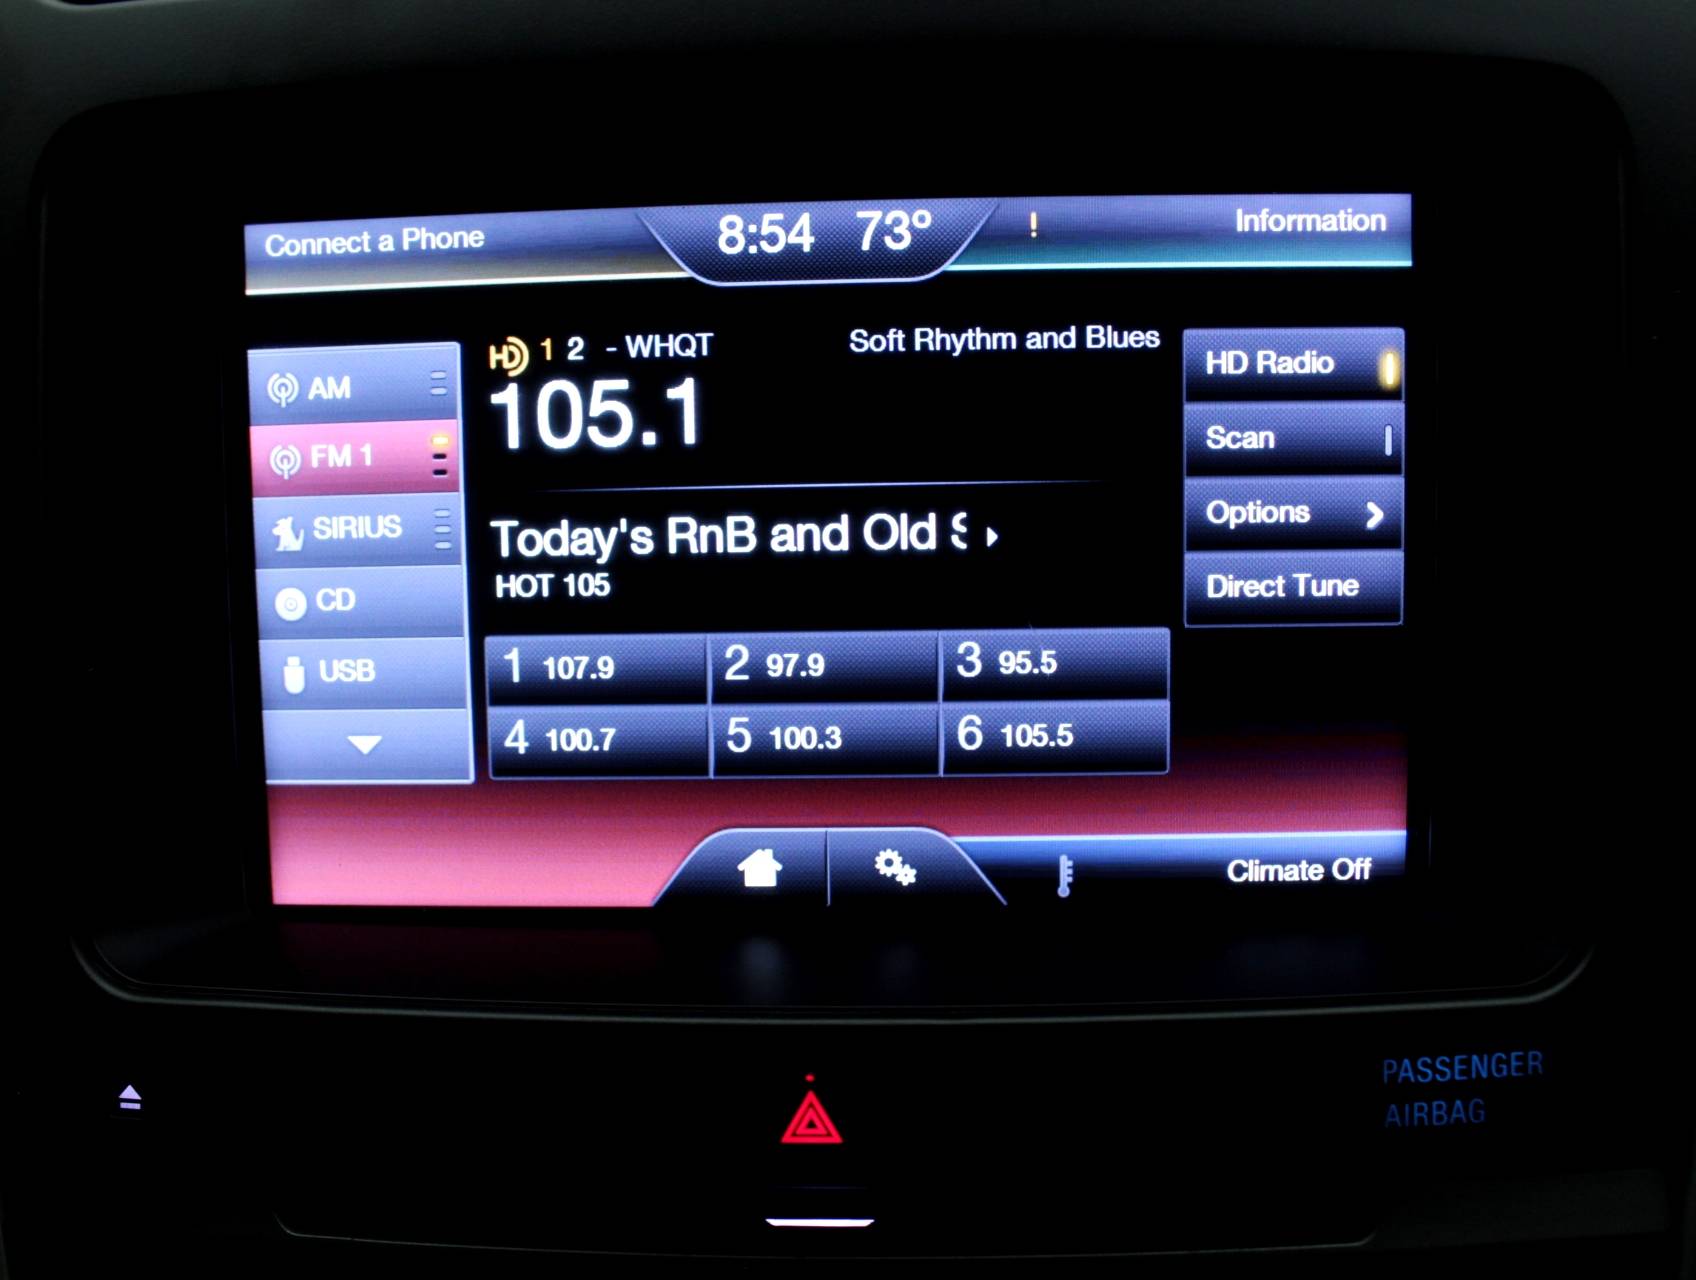 Connect a Phone
8:54 73°
!
Information
AM
FM 1
SIRIUS
CD
USB
HD 1 2 - WHQT
Soft Rhythm and Blues
105.1
Today's RnB and Old
HOT 105
1 107.9
2 97.9
3 95.5
4 100.7
5 100.3
6 105.5
HD Radio
Scan
Options
Direct Tune
Climate Off
PASSENGER
AIRBAG